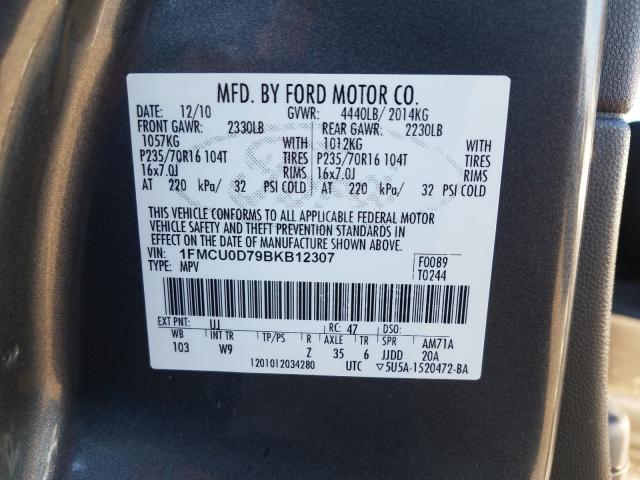 MFD. BY FORD MOTOR CO.
DATE: 12/10 GVWR: 4440LB/ 2014KG
FRONT GAWR: 2330LB REAR GAWR: 2230LB
1057KG WITH 1012KG WITH
P235/70R16 104T TIRES P235/70R16 104T TIRES
16x7.0J RIMS 16x7.0J RIMS
AT 220 kPa/ 32 PSI COLD AT 220 kPa/ 32 PSI COLD
THIS VEHICLE CONFORMS TO ALL APPLICABLE FEDERAL MOTOR
VEHICLE SAFETY AND THEFT PREVENTION STANDARDS IN
EFFECT ON THE DATE OF MANUFACTURE SHOWN ABOVE.
VIN: 1FMCU0D79BKB12307 F0089
TYPE: MPV T0244
EXT PNT: UJ RC: 47 DSO:
WB INT TR TP/PS R AXLE TR SPR AM71A
103 W9 Z 35 6 JJDD 20A
1201012034280 UTC ▽5U5A-1520472-BA